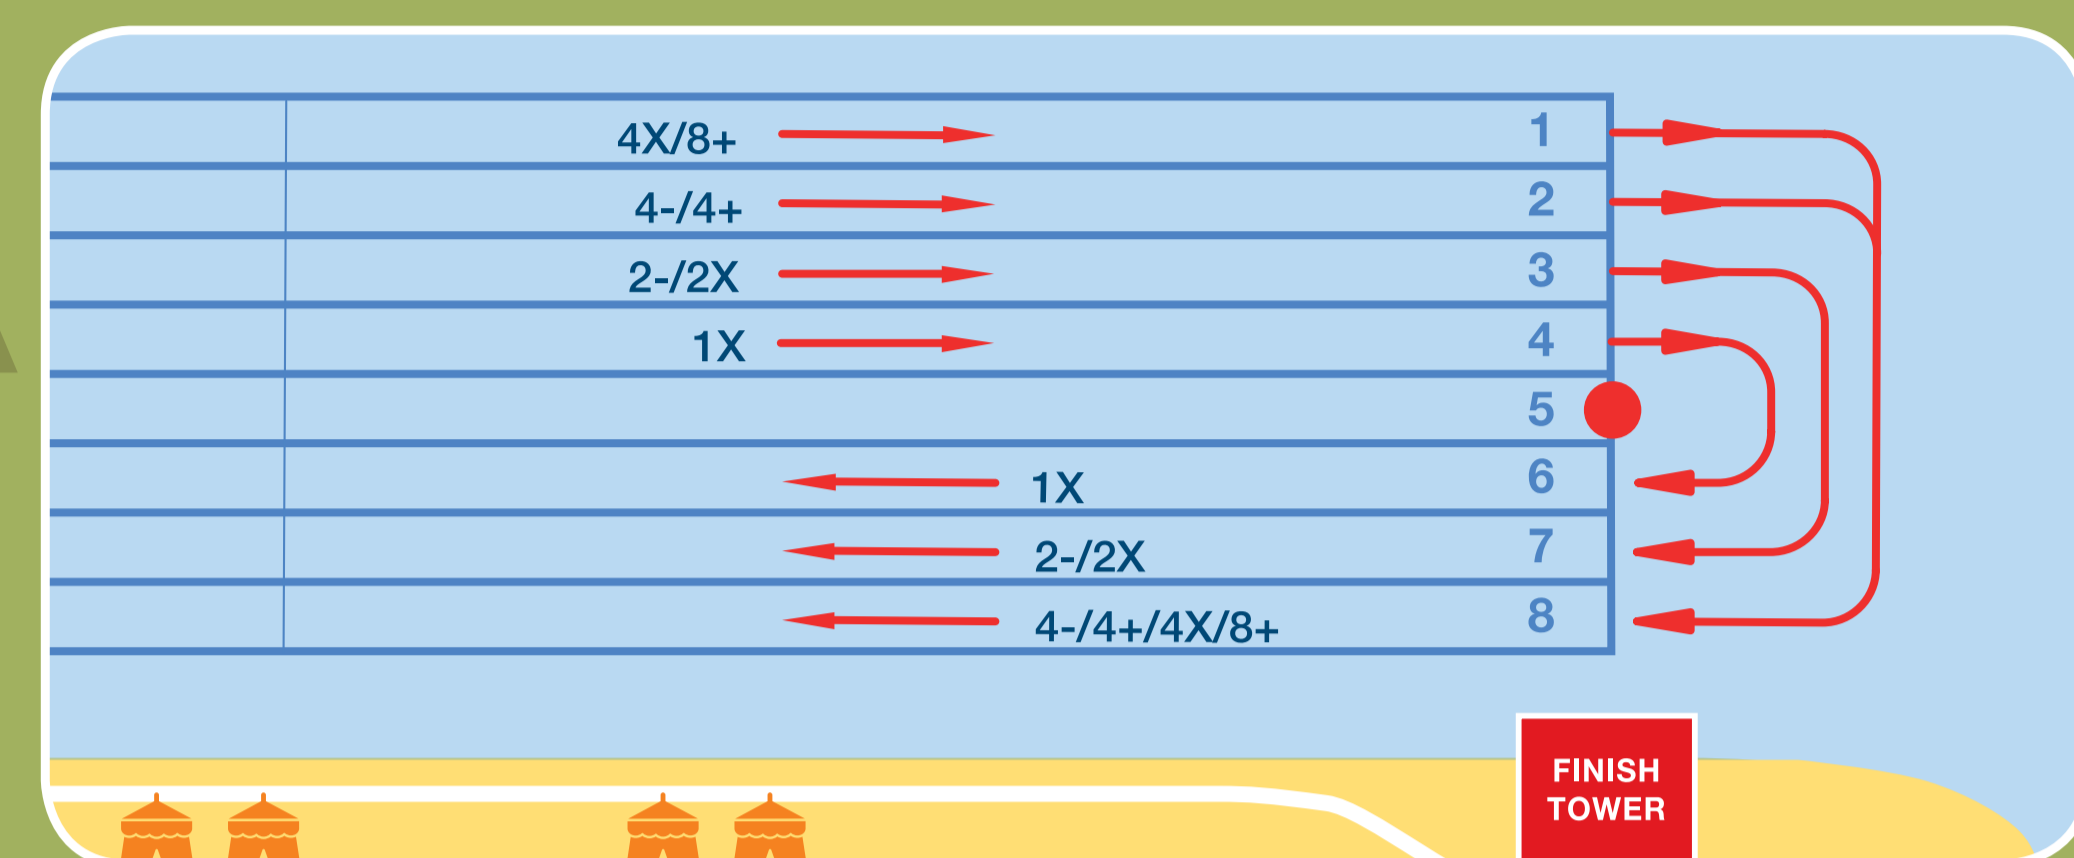 4X/8+ 1
4-/4+ 2
2-/2X 3
1X 4
5
1X 6
2-/2X 7
4-/4+/4X/8+ 8
FINISH
TOWER